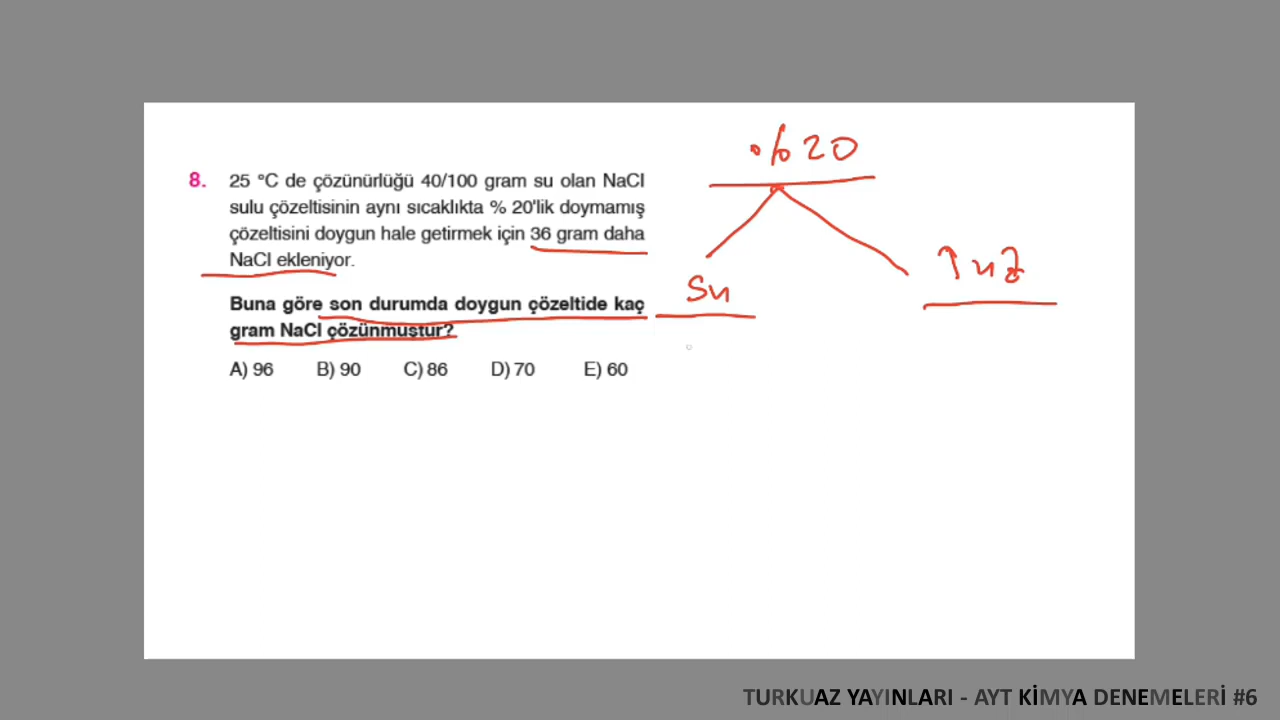 8. 25 °C de çözünürlüğü 40/100 gram su olan NaCl
sulu çözeltisinin aynı sıcaklıkta % 20'lik doymamış
çözeltisini doygun hale getirmek için 36 gram daha
NaCl ekleniyor.
Buna göre son durumda doygun çözeltide kaç
gram NaCl çözünmüştür?
A) 96 B) 90 C) 86 D) 70 E) 60
% 20
Su
Tuz
TURKUAZ YAYINLARI - AYT KİMYA DENEMELERİ #6